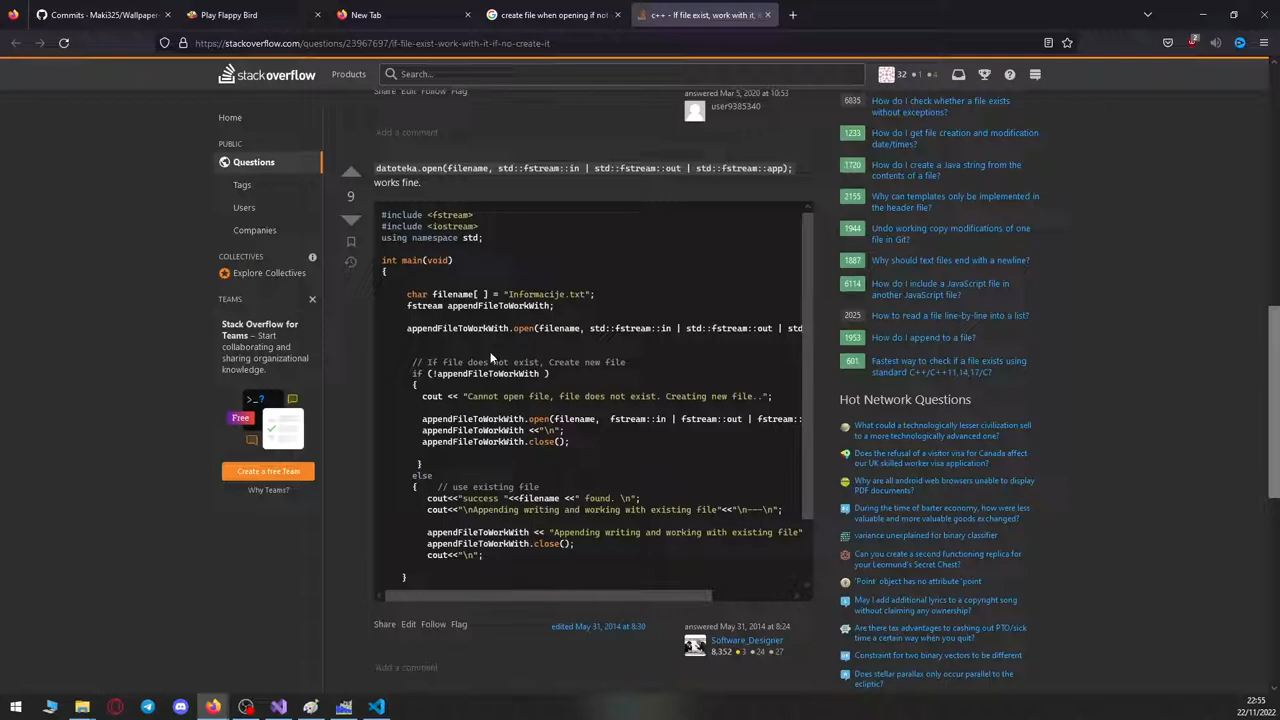 Commits · Maki325/Wallpaper
Play Flappy Bird
New Tab
create file when opening if not
c++ - If file exist, work with it, i
https://stackoverflow.com/questions/23967697/if-file-exist-work-with-it-if-no-create-it
stackoverflow
Products
Search...
32 1 4
Home
PUBLIC
Questions
Tags
Users
Companies
COLLECTIVES
Explore Collectives
TEAMS
Stack Overflow for
Teams – Start
collaborating and
sharing organizational
knowledge.
Free
Create a free Team
Why Teams?
Share Edit Follow Flag
answered Mar 5, 2020 at 10:53
user9385340
Add a comment
9
datoteka.open(filename, std::fstream::in | std::fstream::out | std::fstream::app);
works fine.
#include <fstream>
#include <iostream>
using namespace std;
int main(void)
{
char filename[ ] = "Informacije.txt";
fstream appendFileToWorkWith;
appendFileToWorkWith.open(filename, std::fstream::in | std::fstream::out | std
// If file does not exist, Create new file
if (!appendFileToWorkWith )
{
cout << "Cannot open file, file does not exist. Creating new file..";
appendFileToWorkWith.open(filename,  fstream::in | fstream::out | fstream::
appendFileToWorkWith <<"\n";
appendFileToWorkWith.close();
}
else
{    // use existing file
cout<<"success "<<filename <<" found. \n";
cout<<"\nAppending writing and working with existing file"<<"\n---\n";
appendFileToWorkWith << "Appending writing and working with existing file"
appendFileToWorkWith.close();
cout<<"\n";
}
Share Edit Follow Flag
edited May 31, 2014 at 8:30
answered May 31, 2014 at 8:24
Software_Designer
8,352 3 24 27
Add a comment
6835 How do I check whether a file exists
without exceptions?
1233 How do I get file creation and modification
date/times?
1720 How do I create a Java string from the
contents of a file?
2155 Why can templates only be implemented in
the header file?
1944 Undo working copy modifications of one
file in Git?
1887 Why should text files end with a newline?
6114 How do I include a JavaScript file in
another JavaScript file?
2025 How to read a file line-by-line into a list?
1953 How do I append to a file?
601 Fastest way to check if a file exists using
standard C++/C++11,14,17/C?
Hot Network Questions
What could a technologically lesser civilization sell
to a more technologically advanced one?
Does the refusal of a visitor visa for Canada affect
our UK skilled worker visa application?
Why are all android web browsers unable to display
PDF documents?
During the time of barter economy, how were less
valuable and more valuable goods exchanged?
variance unexplained for binary classifier
Can you create a second functioning replica for
your Leomund's Secret Chest?
'Point' object has no attribute 'point'
May I add additional lyrics to a copyright song
without claiming any ownership?
Are there tax advantages to cashing out PTO/sick
time a certain way when you quit?
Constraint for two binary vectors to be different
Does stellar parallax only occur parallel to the
ecliptic?
22:55
22/11/2022